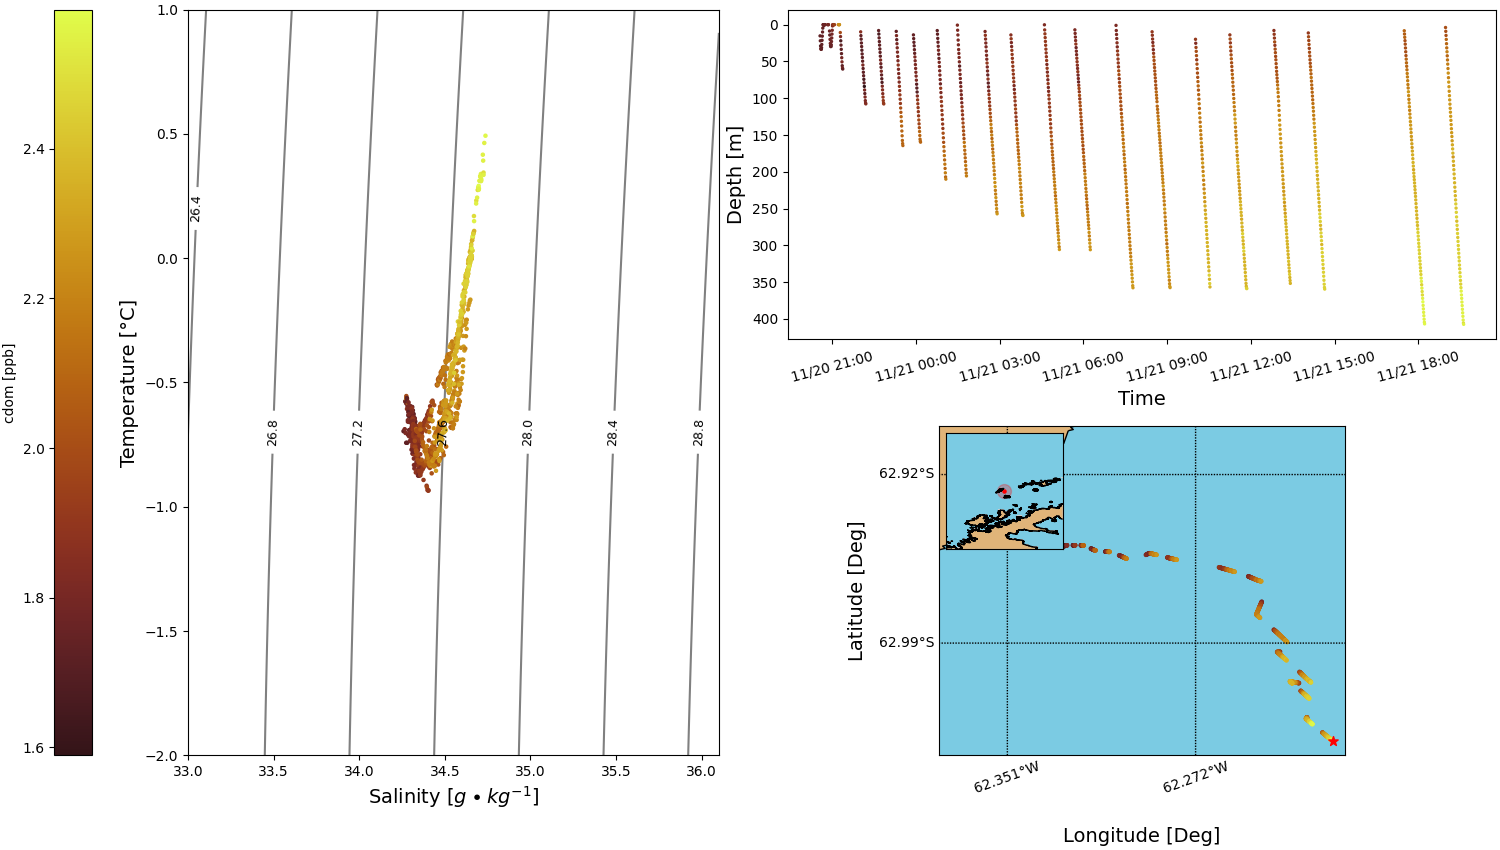 cdom [ppb]
2.4
2.2
2.0
1.8
1.6
Temperature [°C]
1.0
0.5
0.0
−0.5
−1.0
−1.5
−2.0
26.4
26.8
27.2
27.6
28.0
28.4
28.8
33.0 33.5 34.0 34.5 35.0 35.5 36.0
Salinity [g • kg⁻¹]
Depth [m]
0
50
100
150
200
250
300
350
400
11/20 21:00 11/21 00:00 11/21 03:00 11/21 06:00 11/21 09:00 11/21 12:00 11/21 15:00 11/21 18:00
Time
Latitude [Deg]
62.92°S
62.99°S
62.351°W 62.272°W
Longitude [Deg]